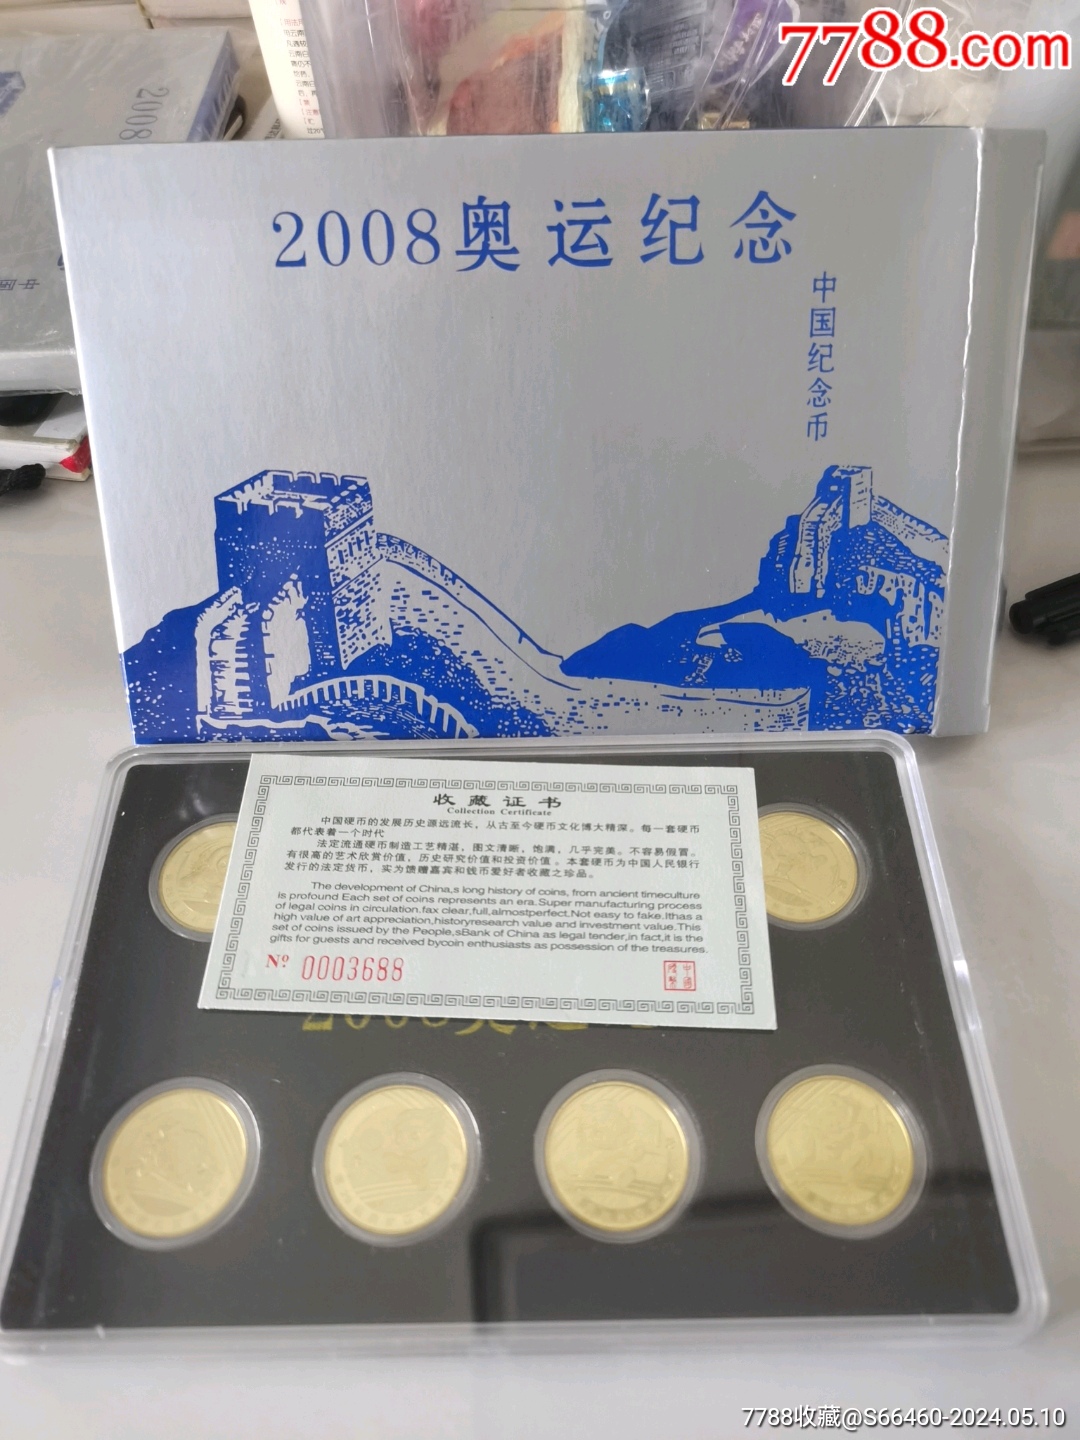 7788.com
2008
2008奥运纪念
中国纪念币
收藏证书
Collection Certificate
中国硬币的发展历史源远流长，从古至今硬币文化博大精深。每一套硬币
都代表着一个时代
法定流通硬币制造工艺精湛，图文清晰，饱满，几乎完美。不容易假冒。
有很高的艺术欣赏价值，历史研究价值和投资价值。本套硬币为中国人民银行
发行的法定货币，实为馈赠嘉宾和钱币爱好者收藏之珍品。
The development of China,s long history of coins, from ancient timeculture
is profound Each set of coins represents an era.Super manufacturing process
of legal coins in circulation.fax clear,full,almostperfect.Not easy to fake.Ithas a
high value of art appreciation,historyresearch value and investment value.This
set of coins issued by the People,sBank of China as legal tender,in fact,it is the
gifts for guests and received bycoin enthusiasts as possession of the treasures.
Nº 0003688
7788收藏@S66460-2024.05.10